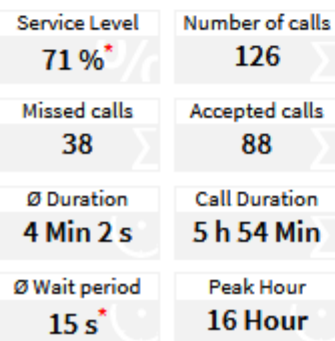 Service Level
Number of calls
71 %*
126
Missed calls
Accepted calls
38
88
Ø Duration
Call Duration
4 Min 2 s
5 h 54 Min
Ø Wait period
Peak Hour
15 s*
16 Hour